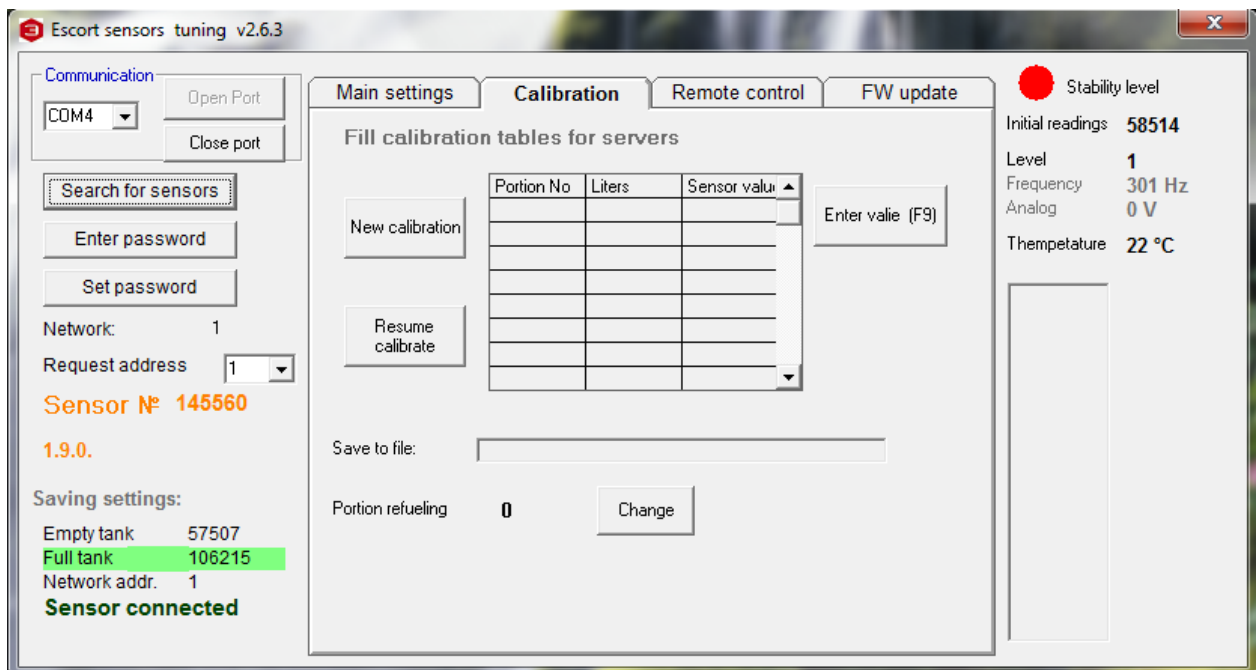 Escort sensors tuning v2.6.3
x
Communication
COM4
Open Port
Close port
Search for sensors
Enter password
Set password
Network: 1
Request address 1
Sensor № 145560
1.9.0.
Saving settings:
Empty tank 57507
Full tank 106215
Network addr. 1
Sensor connected
Main settings
Calibration
Remote control
FW update
Fill calibration tables for servers
New calibration
Resume
calibrate
Portion No Liters Sensor valu
Enter valie (F9)
Save to file:
Portion refueling 0 Change
Stability level
Initial readings 58514
Level 1
Frequency 301 Hz
Analog 0 V
Thempetature 22 °C